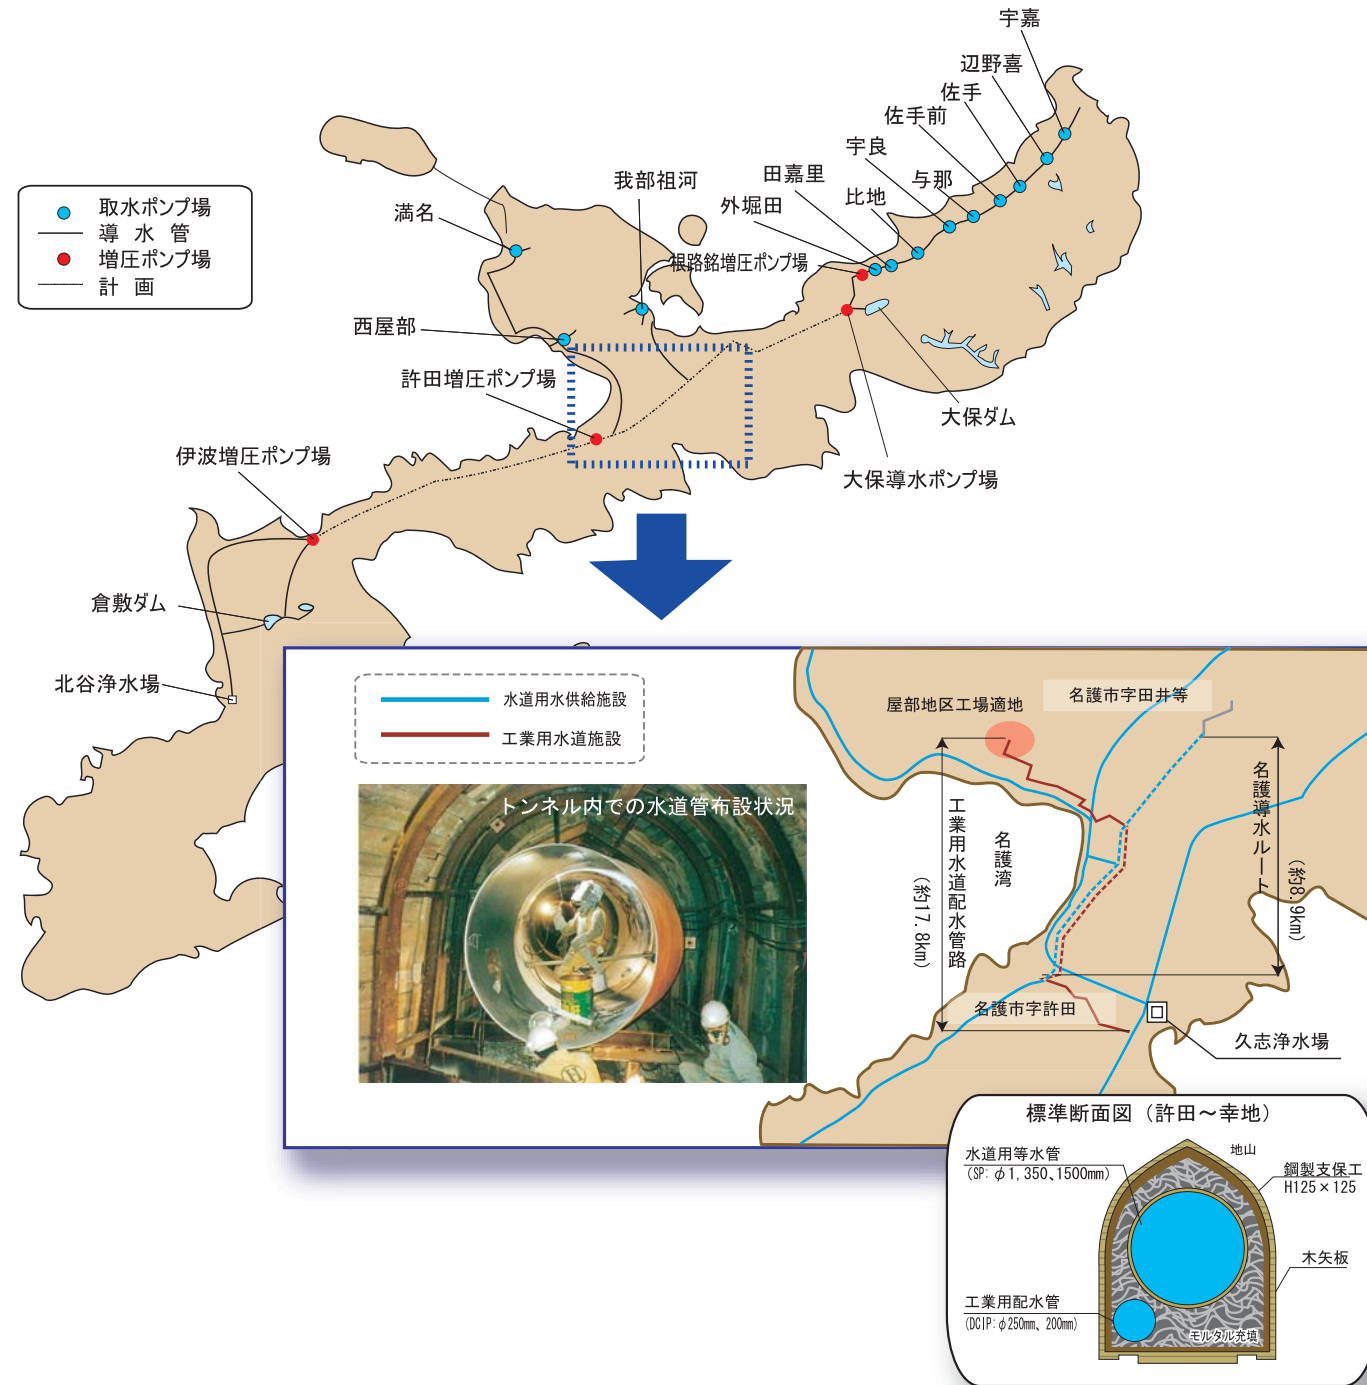 宇嘉
辺野喜
佐手
佐手前
宇良
与那
田嘉里
比地
外堀田
我部祖河
満名
根路銘増圧ポンプ場
取水ポンプ場
導水管
増圧ポンプ場
計画
西屋部
許田増圧ポンプ場
大保ダム
大保導水ポンプ場
伊波増圧ポンプ場
倉敷ダム
北谷浄水場
水道用水供給施設
工業用水道施設
トンネル内での水道管布設状況
屋部地区工場適地
名護市字田井等
工業用水道配水管路
(約17.8km)
名護湾
名護導水ルート
(約8.9km)
名護市字許田
久志浄水場
標準断面図(許田~幸地)
水道用等水管
(SP:φ1,350、1500mm)
地山
鋼製支保工
H125×125
木矢板
工業用配水管
(DCIP:φ250mm、200mm)
モルタル充填